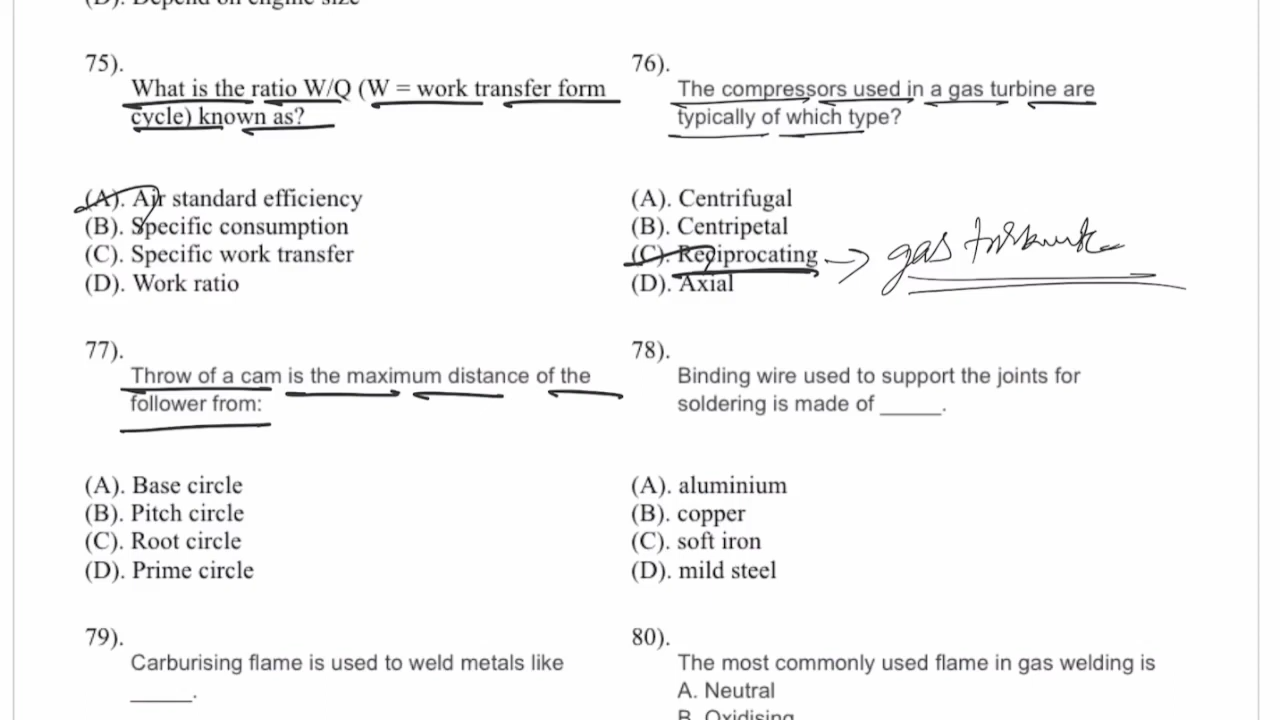 (D). Depend on engine size
75).
What is the ratio W/Q (W = work transfer form
cycle) known as?
(A). Air standard efficiency
(B). Specific consumption
(C). Specific work transfer
(D). Work ratio
76).
The compressors used in a gas turbine are
typically of which type?
(A). Centrifugal
(B). Centripetal
(C). Reciprocating
gas
(D). Axial
77).
Throw of a cam is the maximum distance of the
follower from:
(A). Base circle
(B). Pitch circle
(C). Root circle
(D). Prime circle
78).
Binding wire used to support the joints for
soldering is made of _____.
(A). aluminium
(B). copper
(C). soft iron
(D). mild steel
79).
Carburising flame is used to weld metals like
_____.
80).
The most commonly used flame in gas welding is
A. Neutral
B. Oxidising